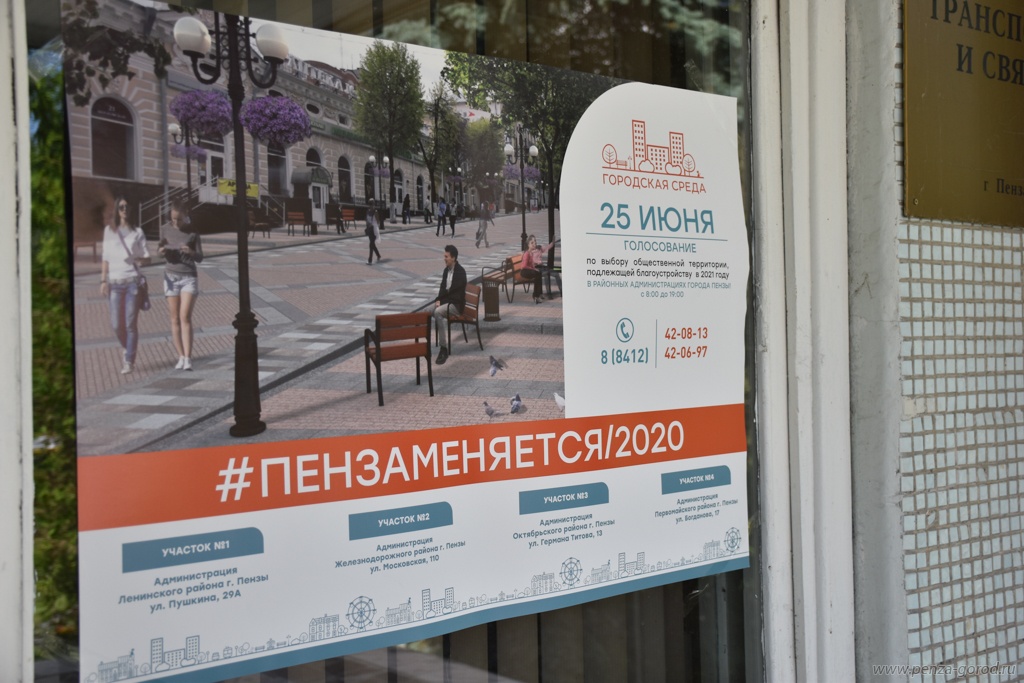 ГОРОДСКАЯ СРЕДА
25 ИЮНЯ
ГОЛОСОВАНИЕ
по выбору общественной территории,
подлежащей благоустройству в 2021 году
В РАЙОННЫХ АДМИНИСТРАЦИЯХ ГОРОДА ПЕНЗЫ
с 8:00 до 19:00
8 (8412)
42-08-13
42-06-97
#ПЕНЗАМЕНЯЕТСЯ/2020
УЧАСТОК №1
Администрация
Ленинского района г. Пензы
ул. Пушкина, 29А
УЧАСТОК №2
Администрация
Железнодорожного района г. Пензы
ул. Московская, 110
УЧАСТОК №3
Администрация
Октябрьского района г. Пензы
ул. Германа Титова, 13
УЧАСТОК №4
Администрация
Первомайского района г. Пензы
ул. Богданова, 17
И СВЯ
г Пенз
www.penza-gorod.ru